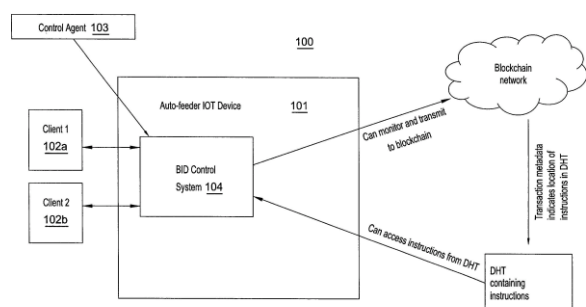 Control Agent 103
100
Blockchain
network
Auto-feeder IOT Device
101
Can monitor and transmit
to blockchain
Client 1
102a
BID Control
System 104
Client 2
102b
Transaction metadata
indicates location of
instructions in DHT
Can access instructions from DHT
DHT
containing
instructions